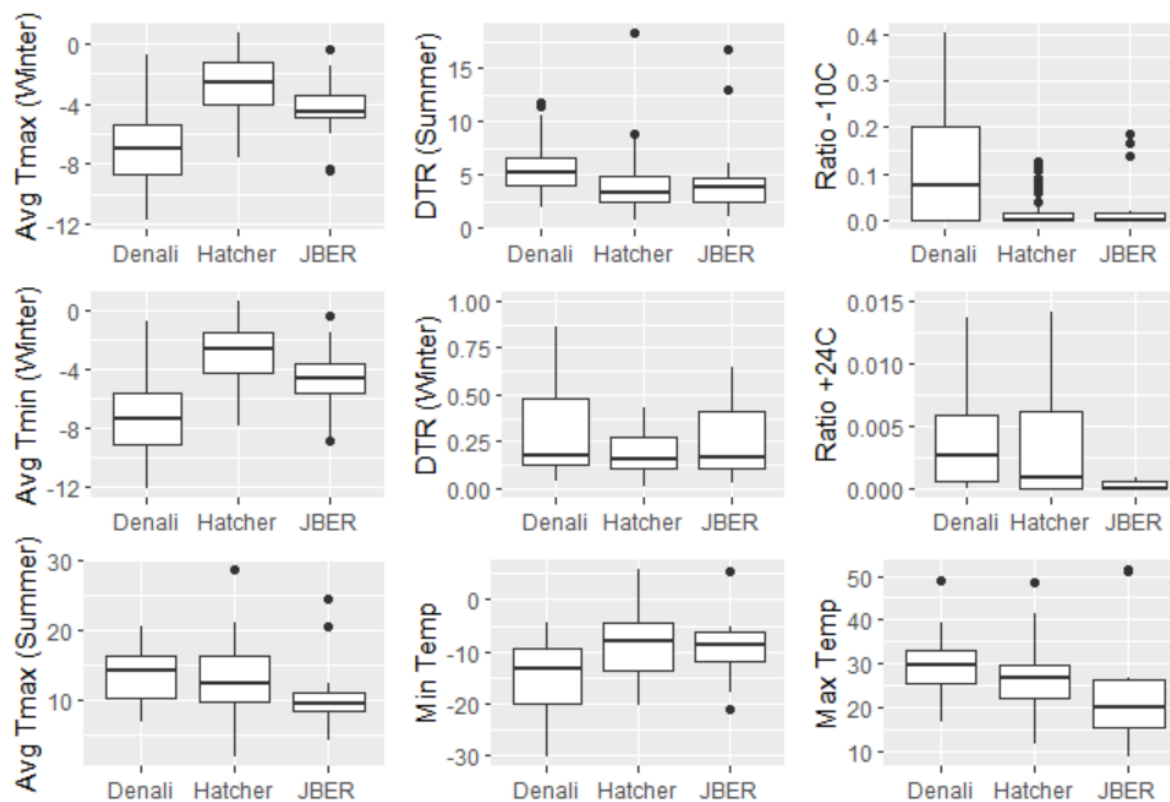 Avg Tmax (Winter)
0
-4
-8
-12
Denali Hatcher JBER
DTR (Summer)
15
10
5
0
Denali Hatcher JBER
Ratio -10C
0.4
0.3
0.2
0.1
0.0
Denali Hatcher JBER
Avg Tmin (Winter)
0
-4
-8
-12
Denali Hatcher JBER
DTR (Winter)
1.00
0.75
0.50
0.25
0.00
Denali Hatcher JBER
Ratio +24C
0.015
0.010
0.005
0.000
Denali Hatcher JBER
Avg Tmax (Summer)
30
20
10
Denali Hatcher JBER
Min Temp
0
-10
-20
-30
Denali Hatcher JBER
Max Temp
50
40
30
20
10
Denali Hatcher JBER